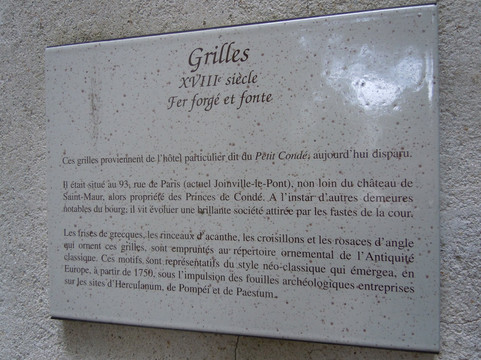 Grilles
XVIIIe siècle
Fer forgé et fonte
Ces grilles proviennent de l'hôtel particulier dit du Petit Condé, aujourd'hui disparu.
Il était situé au 93, rue de Paris (actuel Joinville-le-Pont), non loin du château de
Saint-Maur, alors propriété des Princes de Condé. A l'instar d'autres demeures
notables du bourg, il vit évoluer une brillante société attirée par les fastes de la cour.
Les frises de grecques, les rinceaux d'acanthe, les croisillons et les rosaces d'angle
qui ornent ces grilles, sont empruntés au répertoire ornemental de l'Antiquité
classique. Ces motifs sont représentatifs du style néo-classique qui émergea, en
Europe, à partir de 1750, sous l'impulsion des fouilles archéologiques entreprises
sur les sites d'Herculanum, de Pompéi et de Paestum.